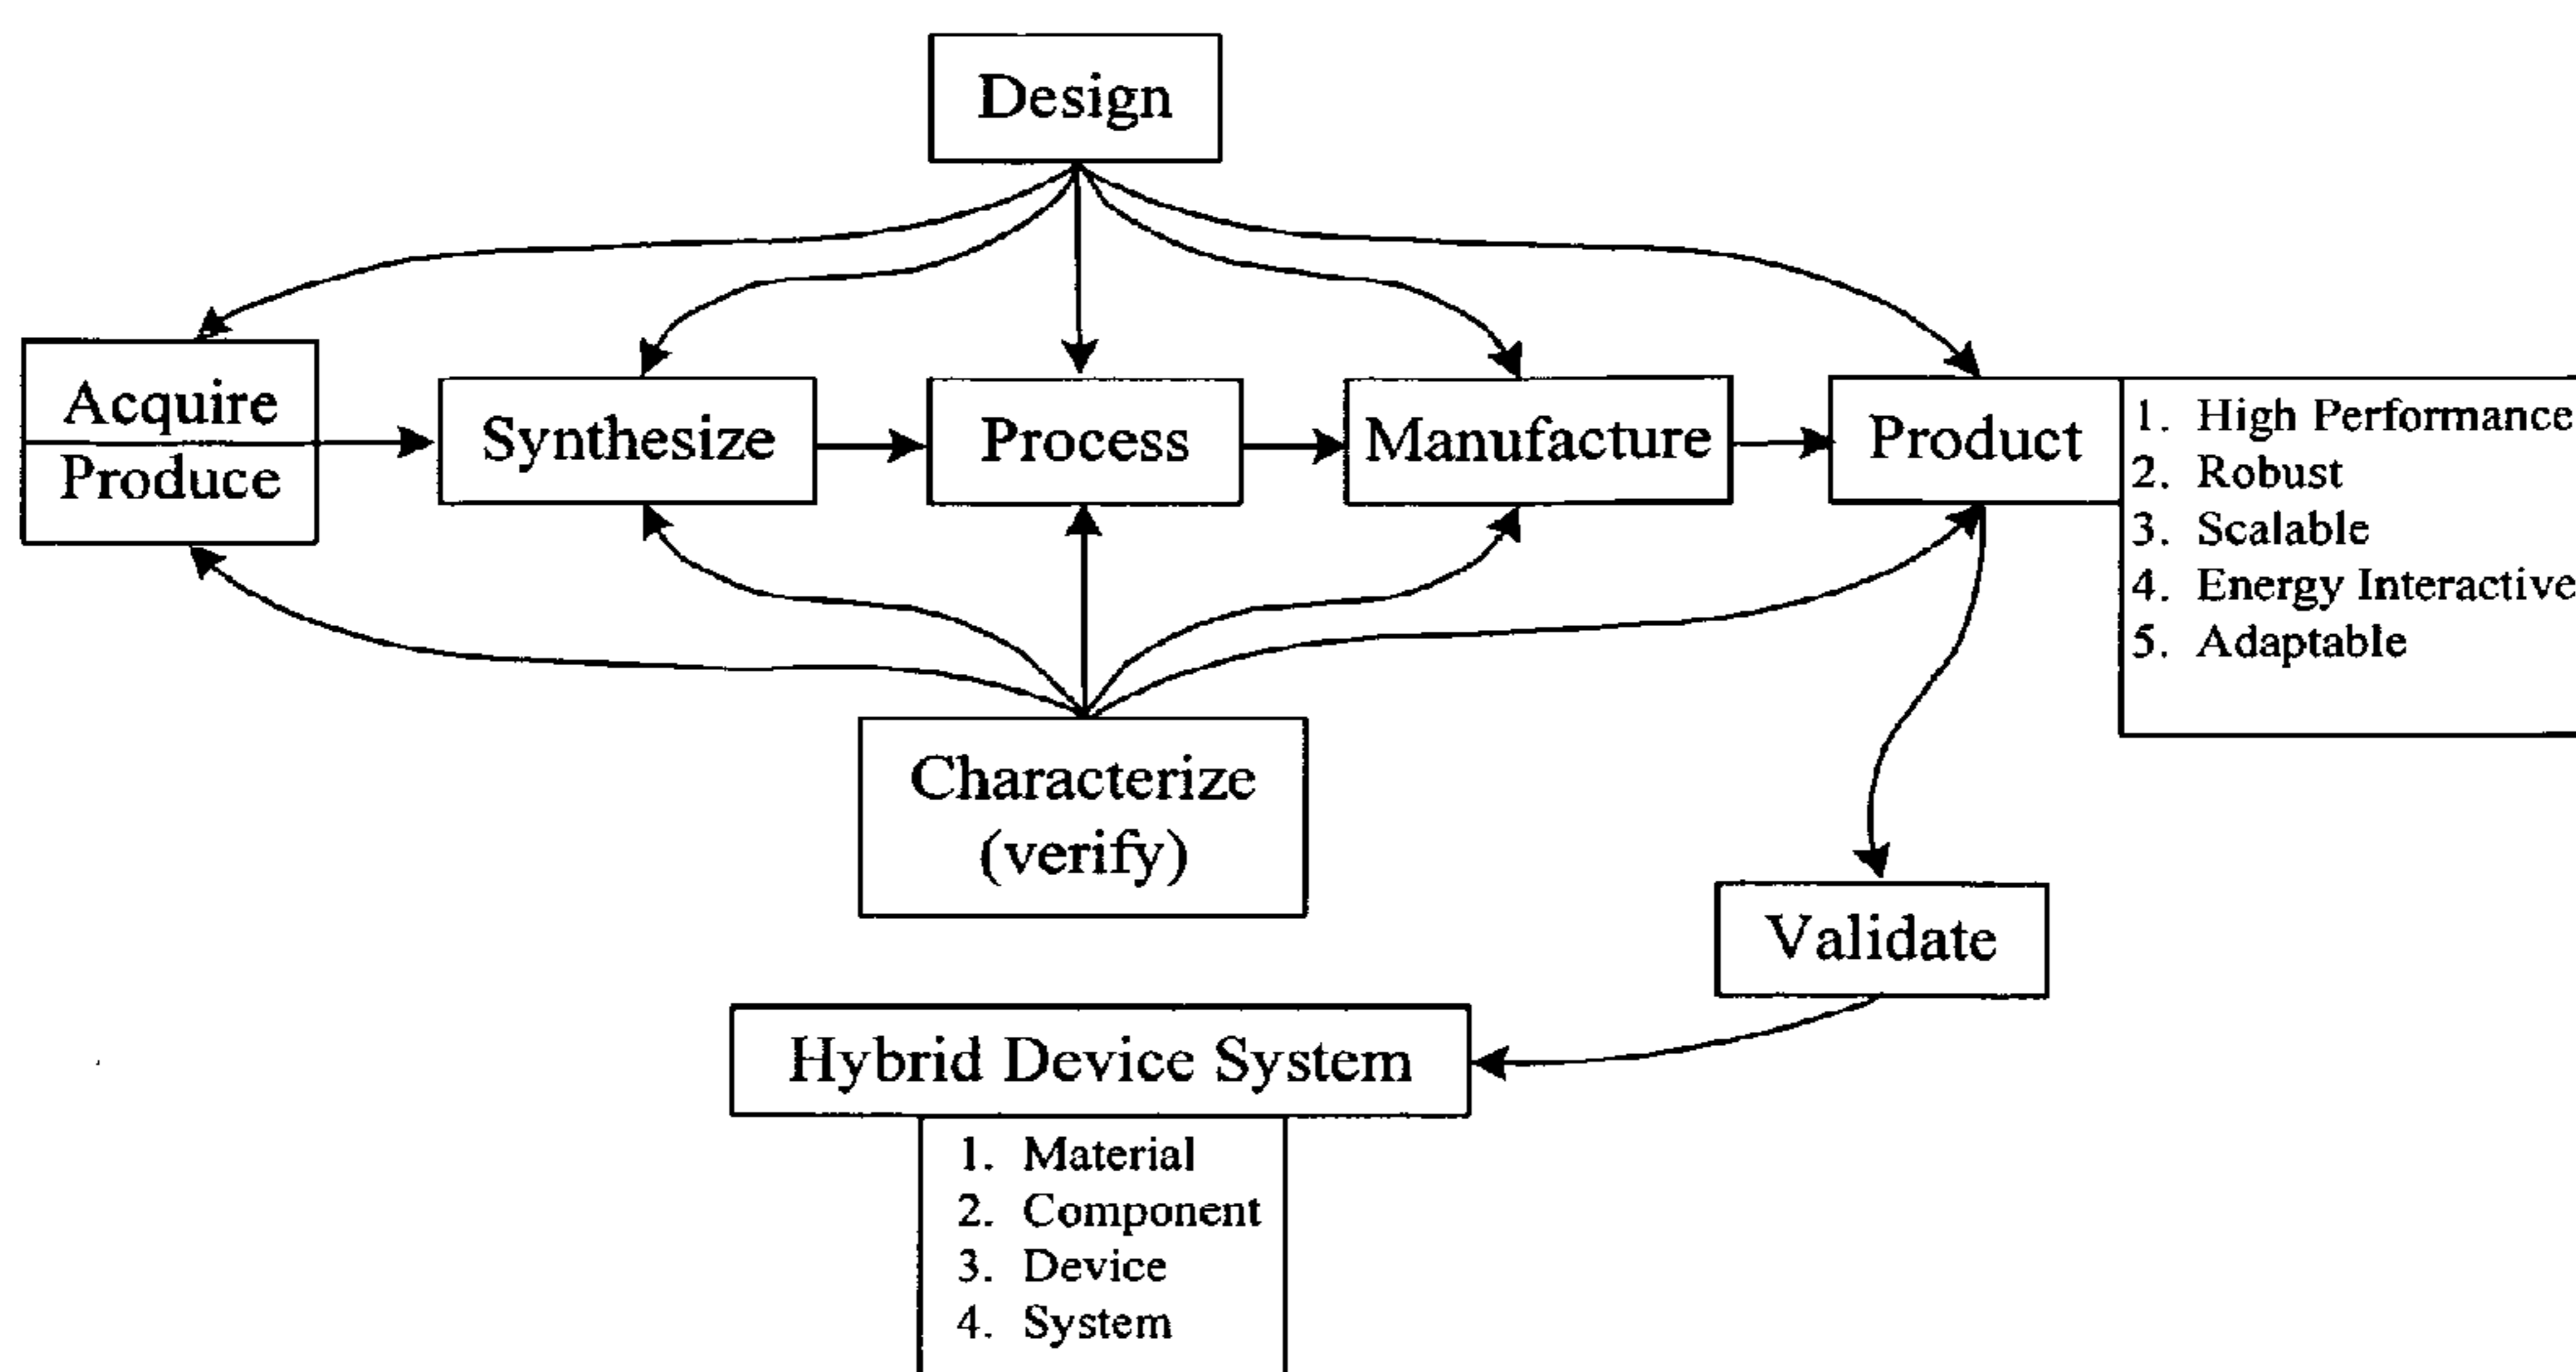 Design
Acquire
Produce
Synthesize
Process
Manufacture
Product
1. High Performance
2. Robust
3. Scalable
4. Energy Interactive
5. Adaptable
Characterize
(verify)
Validate
Hybrid Device System
1. Material
2. Component
3. Device
4. System